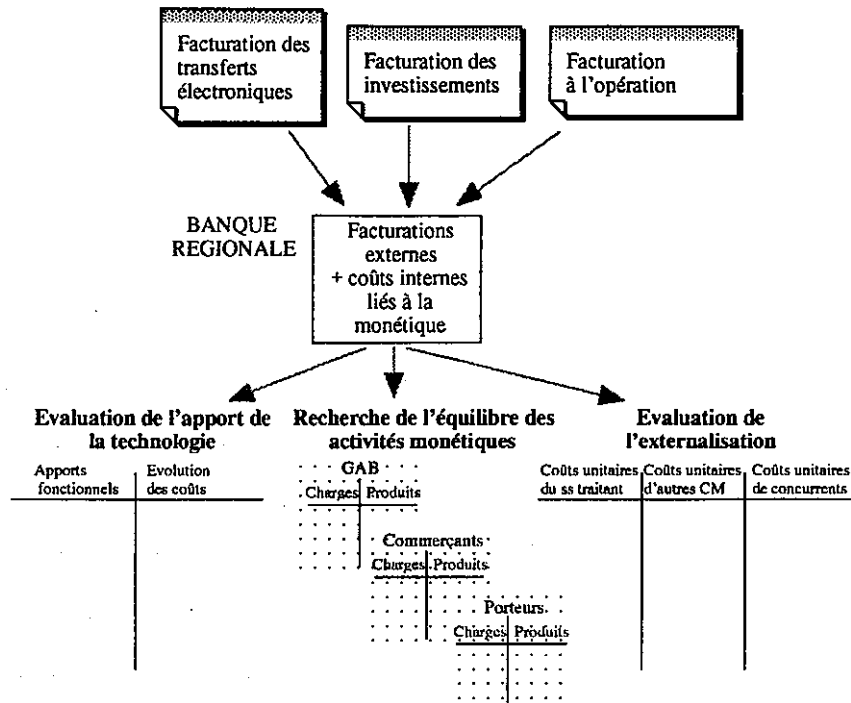 Facturation des
transferts
électroniques
Facturation des
investissements
Facturation
à l'opération
BANQUE
REGIONALE
Facturations
externes
+ coûts internes
liés à la
monétique
Evaluation de l'apport de
la technologie
Apports
fonctionnels
Evolution
des coûts
Recherche de l'équilibre des
activités monétiques
GAB
Charges Produits
Commerçants
Charges Produits
Porteurs
Charges Produits
Evaluation de
l'externalisation
Coûts unitaires
du ss traitant
Coûts unitaires
d'autres CM
Coûts unitaires
de concurrents